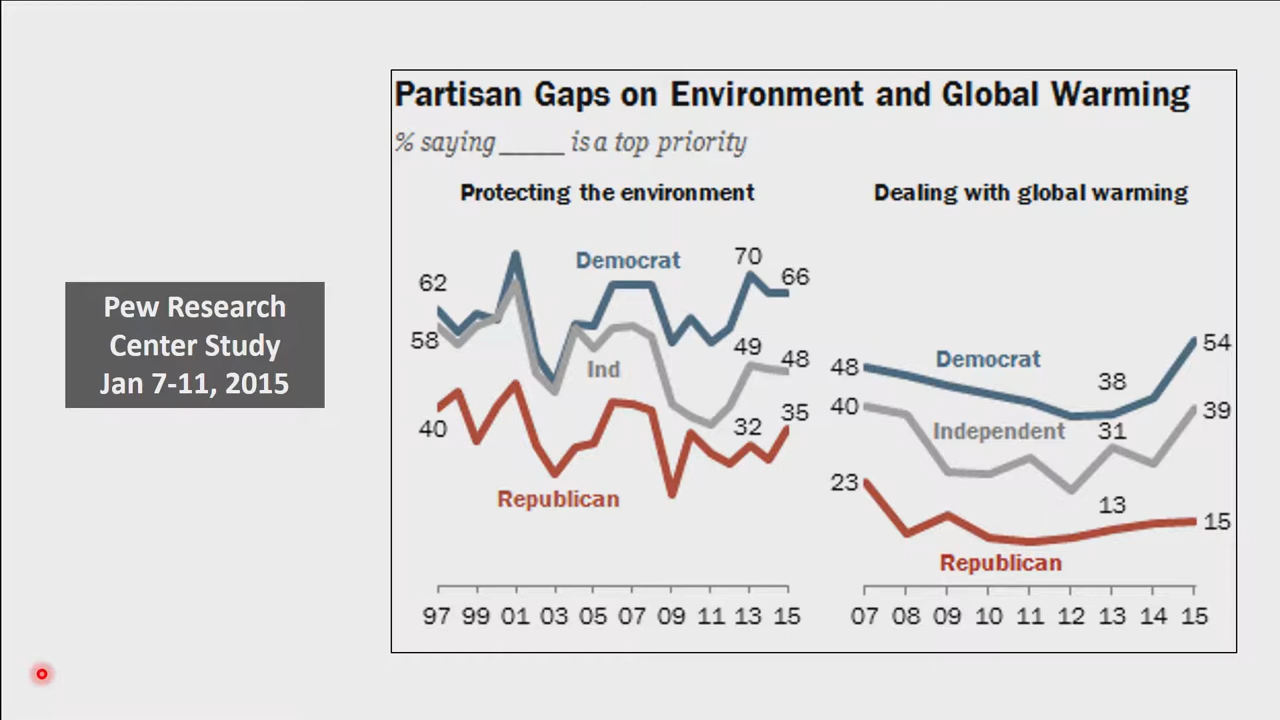 Partisan Gaps on Environment and Global Warming
% saying _____ is a top priority
Protecting the environment
Dealing with global warming
Pew Research
Center Study
Jan 7-11, 2015
62
58
40
Democrat
Ind
Republican
70
66
49
48
32
35
97 99 01 03 05 07 09 11 13 15
48
40
23
Democrat
Independent
Republican
38
31
13
54
39
15
07 08 09 10 11 12 13 14 15